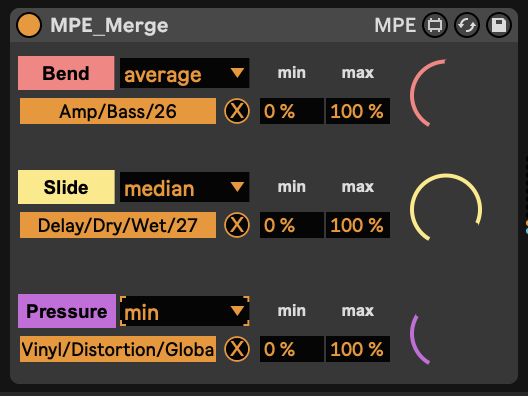 MPE_Merge MPE
Bend average min max
Amp/Bass/26 X 0 % 100 %
Slide median min max
Delay/Dry/Wet/27 X 0 % 100 %
Pressure min min max
Vinyl/Distortion/Globa X 0 % 100 %